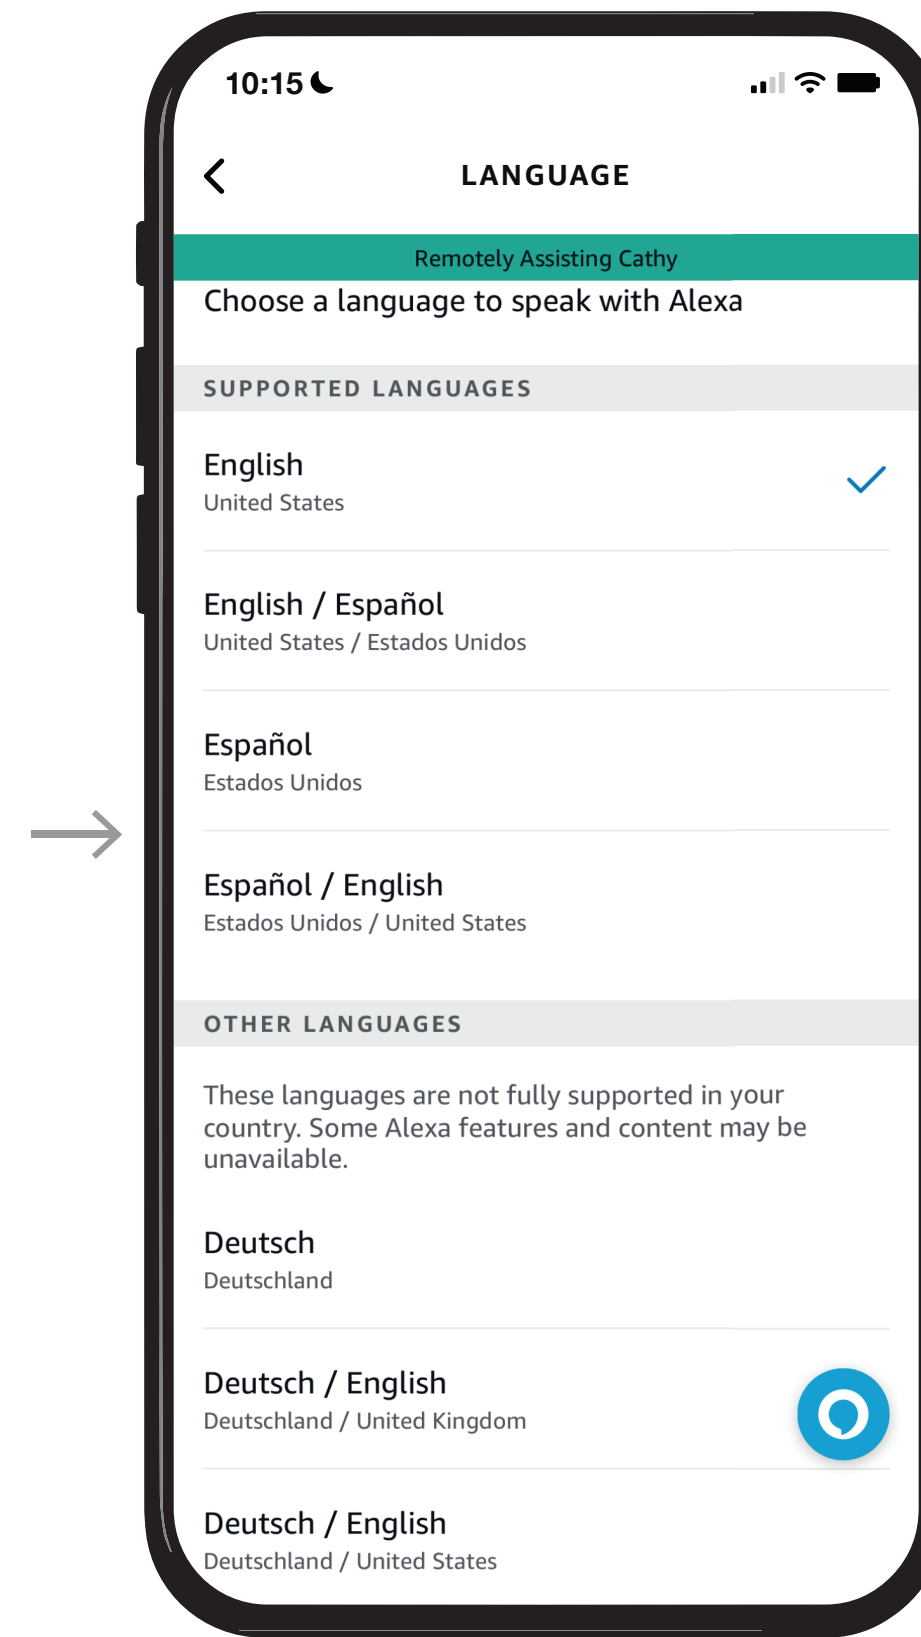 10:15
LANGUAGE
Remotely Assisting Cathy
Choose a language to speak with Alexa
SUPPORTED LANGUAGES
English
United States
English / Español
United States / Estados Unidos
Español
Estados Unidos
Español / English
Estados Unidos / United States
OTHER LANGUAGES
These languages are not fully supported in your
country. Some Alexa features and content may be
unavailable.
Deutsch
Deutschland
Deutsch / English
Deutschland / United Kingdom
Deutsch / English
Deutschland / United States